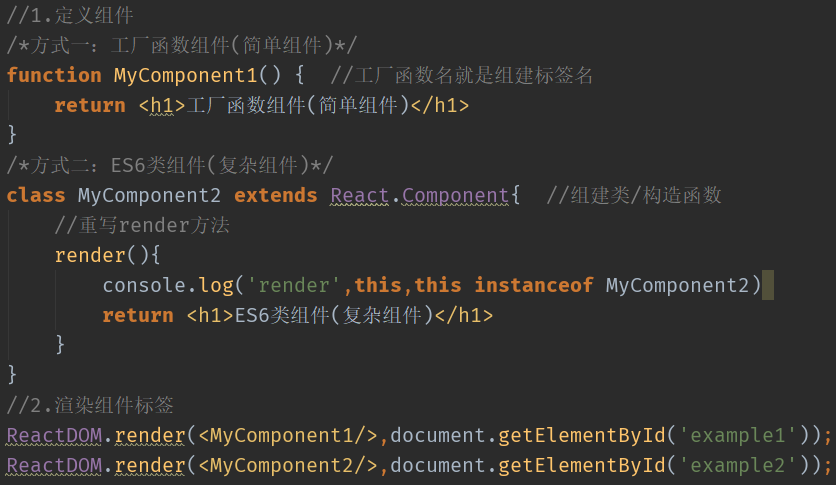 //1.定义组件
/*方式一：工厂函数组件(简单组件)*/
function MyComponent1() {  //工厂函数名就是组建标签名
    return <h1>工厂函数组件(简单组件)</h1>
}
/*方式二：ES6类组件(复杂组件)*/
class MyComponent2 extends React.Component{  //组建类/构造函数
    //重写render方法
    render(){
        console.log('render',this,this instanceof MyComponent2)
        return <h1>ES6类组件(复杂组件)</h1>
    }
}
//2.渲染组件标签
ReactDOM.render(<MyComponent1/>,document.getElementById('example1'));
ReactDOM.render(<MyComponent2/>,document.getElementById('example2'));